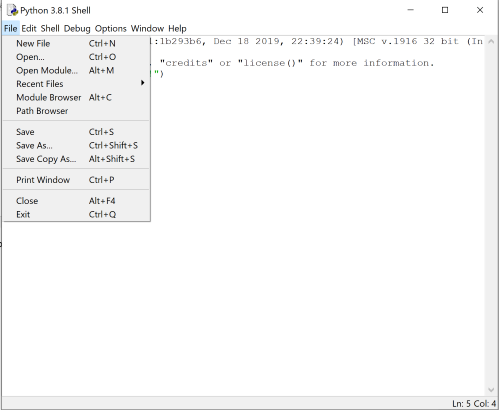 Python 3.8.1 Shell
File Edit Shell Debug Options Window Help
New File Ctrl+N
Open... Ctrl+O
Open Module... Alt+M
Recent Files
Module Browser Alt+C
Path Browser
Save Ctrl+S
Save As... Ctrl+Shift+S
Save Copy As... Alt+Shift+S
Print Window Ctrl+P
Close Alt+F4
Exit Ctrl+Q
1:1b293b6, Dec 18 2019, 22:39:24) [MSC v.1916 32 bit (In
, "credits" or "license()" for more information.
!")
Ln: 5 Col: 4